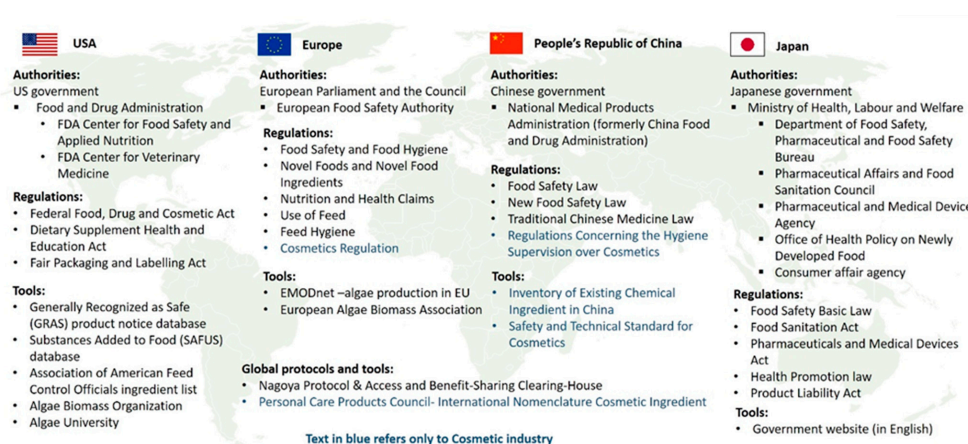 USA
Authorities:
US government
▪ Food and Drug Administration
• FDA Center for Food Safety and
Applied Nutrition
• FDA Center for Veterinary
Medicine
Regulations:
• Federal Food, Drug and Cosmetic Act
• Dietary Supplement Health and
Education Act
• Fair Packaging and Labelling Act
Tools:
• Generally Recognized as Safe
(GRAS) product notice database
• Substances Added to Food (SAFUS)
database
• Association of American Feed
Control Officials ingredient list
• Algae Biomass Organization
• Algae University
Europe
Authorities:
European Parliament and the Council
▪ European Food Safety Authority
Regulations:
• Food Safety and Food Hygiene
• Novel Foods and Novel Food
Ingredients
• Nutrition and Health Claims
• Use of Feed
• Feed Hygiene
• Cosmetics Regulation
Tools:
• EMODnet –algae production in EU
• European Algae Biomass Association
People's Republic of China
Authorities:
Chinese government
▪ National Medical Products
Administration (formerly China Food
and Drug Administration)
Regulations:
• Food Safety Law
• New Food Safety Law
• Traditional Chinese Medicine Law
• Regulations Concerning the Hygiene
Supervision over Cosmetics
Tools:
• Inventory of Existing Chemical
Ingredient in China
• Safety and Technical Standard for
Cosmetics
Japan
Authorities:
Japanese government
▪ Ministry of Health, Labour and Welfare
▪ Department of Food Safety,
Pharmaceutical and Food Safety
Bureau
▪ Pharmaceutical Affairs and Food
Sanitation Council
▪ Pharmaceutical and Medical Device
Agency
▪ Office of Health Policy on Newly
Developed Food
▪ Consumer affair agency
Regulations:
• Food Safety Basic Law
• Food Sanitation Act
• Pharmaceuticals and Medical Devices
Act
• Health Promotion law
• Product Liability Act
Tools:
• Government website (in English)
Global protocols and tools:
• Nagoya Protocol & Access and Benefit-Sharing Clearing-House
• Personal Care Products Council- International Nomenclature Cosmetic Ingredient
Text in blue refers only to Cosmetic industry